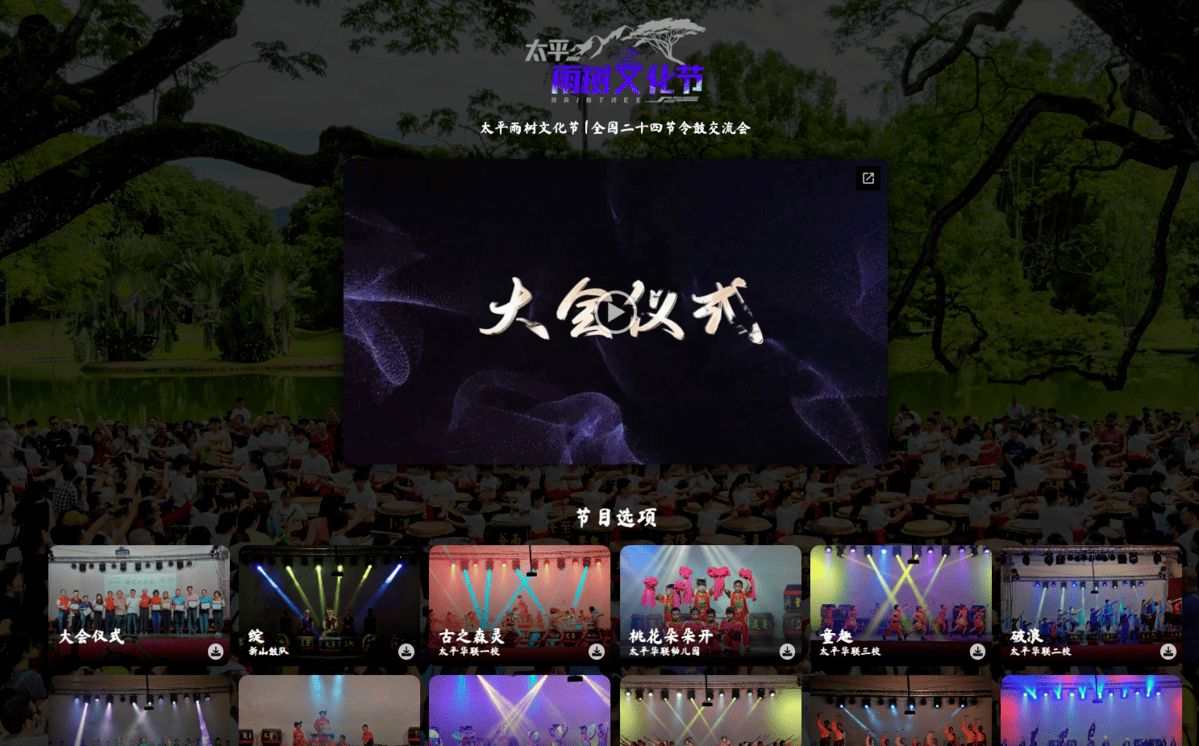 太平
雨树文化节
RAINTREE
太平雨树文化节 | 全国二十四节令鼓交流会
大会仪式
节目选项
大会仪式
绽
新山鼓队
古之森灵
太平华联一校
桃花朵朵开
太平华联幼儿园
童趣
太平华联三校
破浪
太平华联二校